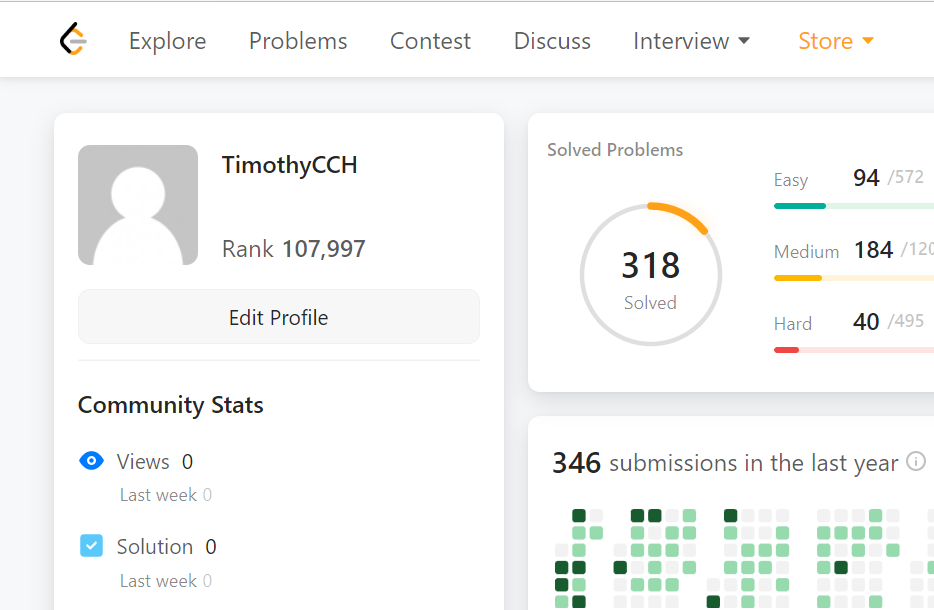 Explore Problems Contest Discuss Interview Store
TimothyCCH
Rank 107,997
Edit Profile
Community Stats
Views 0
Last week 0
Solution 0
Last week 0
Solved Problems
318
Solved
Easy 94 /572
Medium 184 /120
Hard 40 /495
346 submissions in the last year